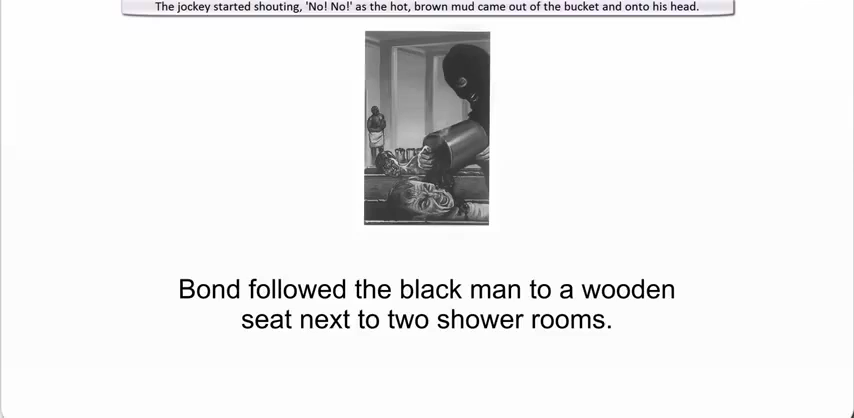 The jockey started shouting, 'No! No!' as the hot, brown mud came out of the bucket and onto his head.
Bond followed the black man to a wooden
seat next to two shower rooms.